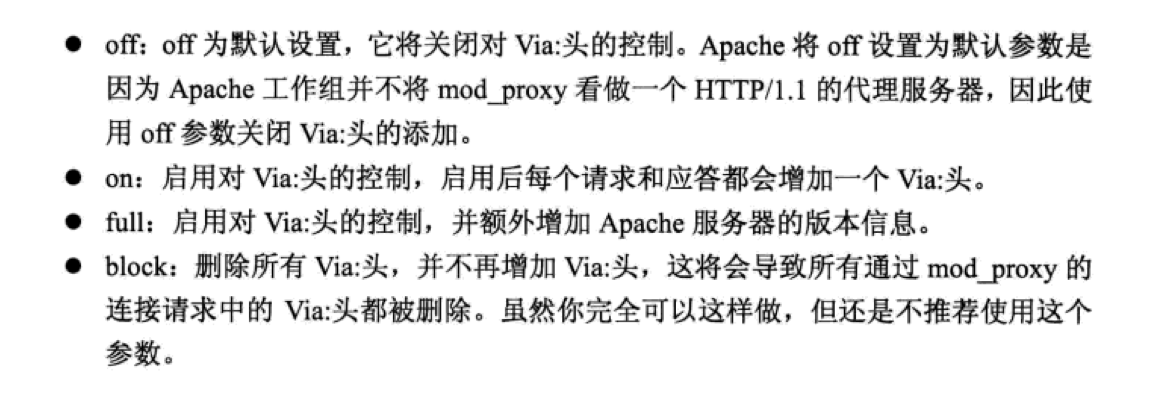 ● off：off 为默认设置，它将关闭对 Via:头的控制。Apache 将 off 设置为默认参数是
因为 Apache 工作组并不将 mod_proxy 看做一个 HTTP/1.1 的代理服务器，因此使
用 off 参数关闭 Via:头的添加。
● on：启用对 Via:头的控制，启用后每个请求和应答都会增加一个 Via:头。
● full：启用对 Via:头的控制，并额外增加 Apache 服务器的版本信息。
● block：删除所有 Via:头，并不再增加 Via:头，这将会导致所有通过 mod_proxy 的
连接请求中的 Via:头都被删除。虽然你完全可以这样做，但还是不推荐使用这个
参数。